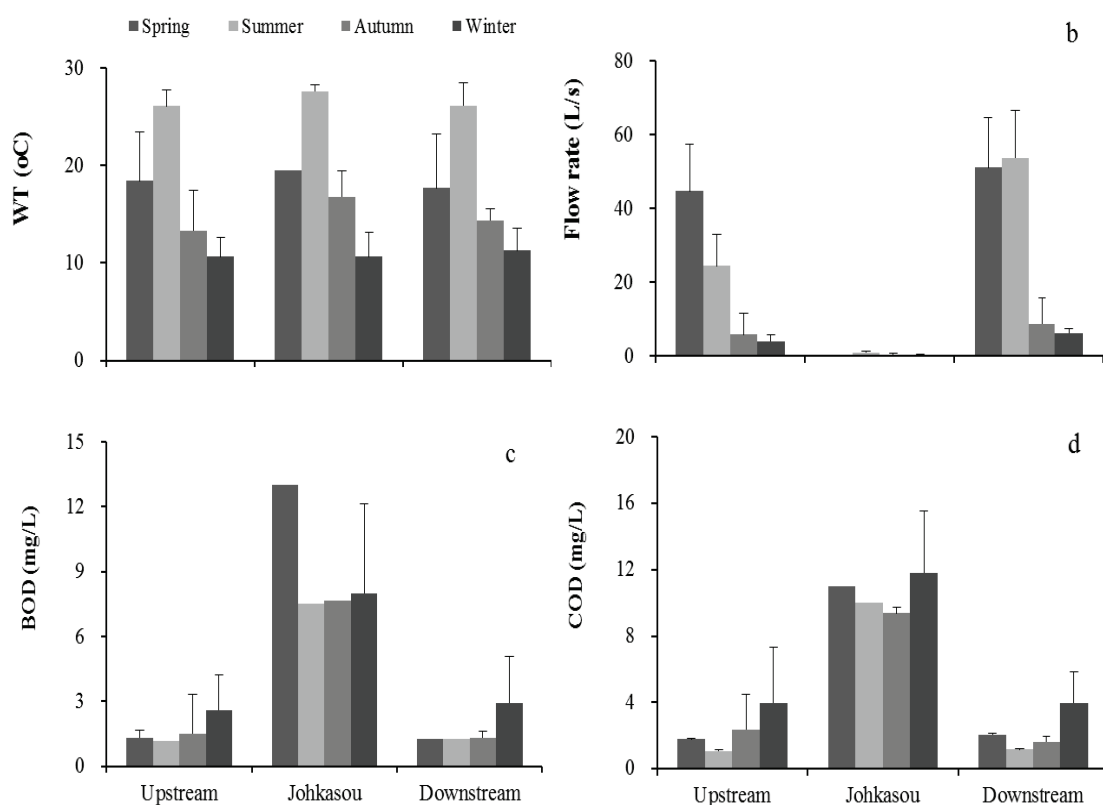 Spring Summer Autumn Winter
b
WT (oC)
30
20
10
0
Flow rate (L/s)
80
60
40
20
0
c
BOD (mg/L)
15
12
9
6
3
0
Upstream Johkasou Downstream
d
COD (mg/L)
20
16
12
8
4
0
Upstream Johkasou Downstream